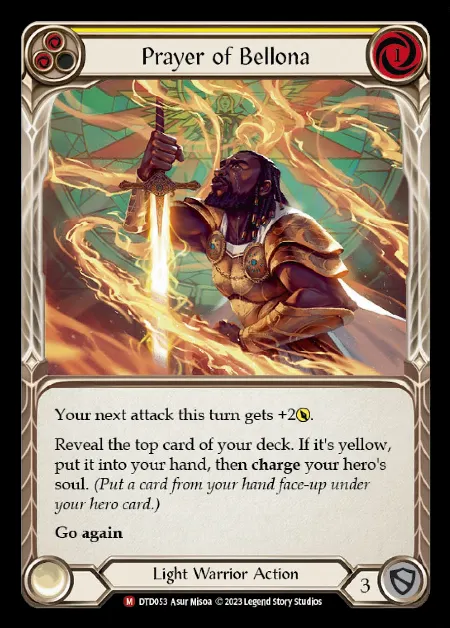 Prayer of Bellona
1
Your next attack this turn gets +2.
Reveal the top card of your deck. If it's yellow,
put it into your hand, then charge your hero's
soul. (Put a card from your hand face-up under
your hero card.)
Go again
Light Warrior Action
3
M DTD053 Asur Misoa © 2023 Legend Story Studios